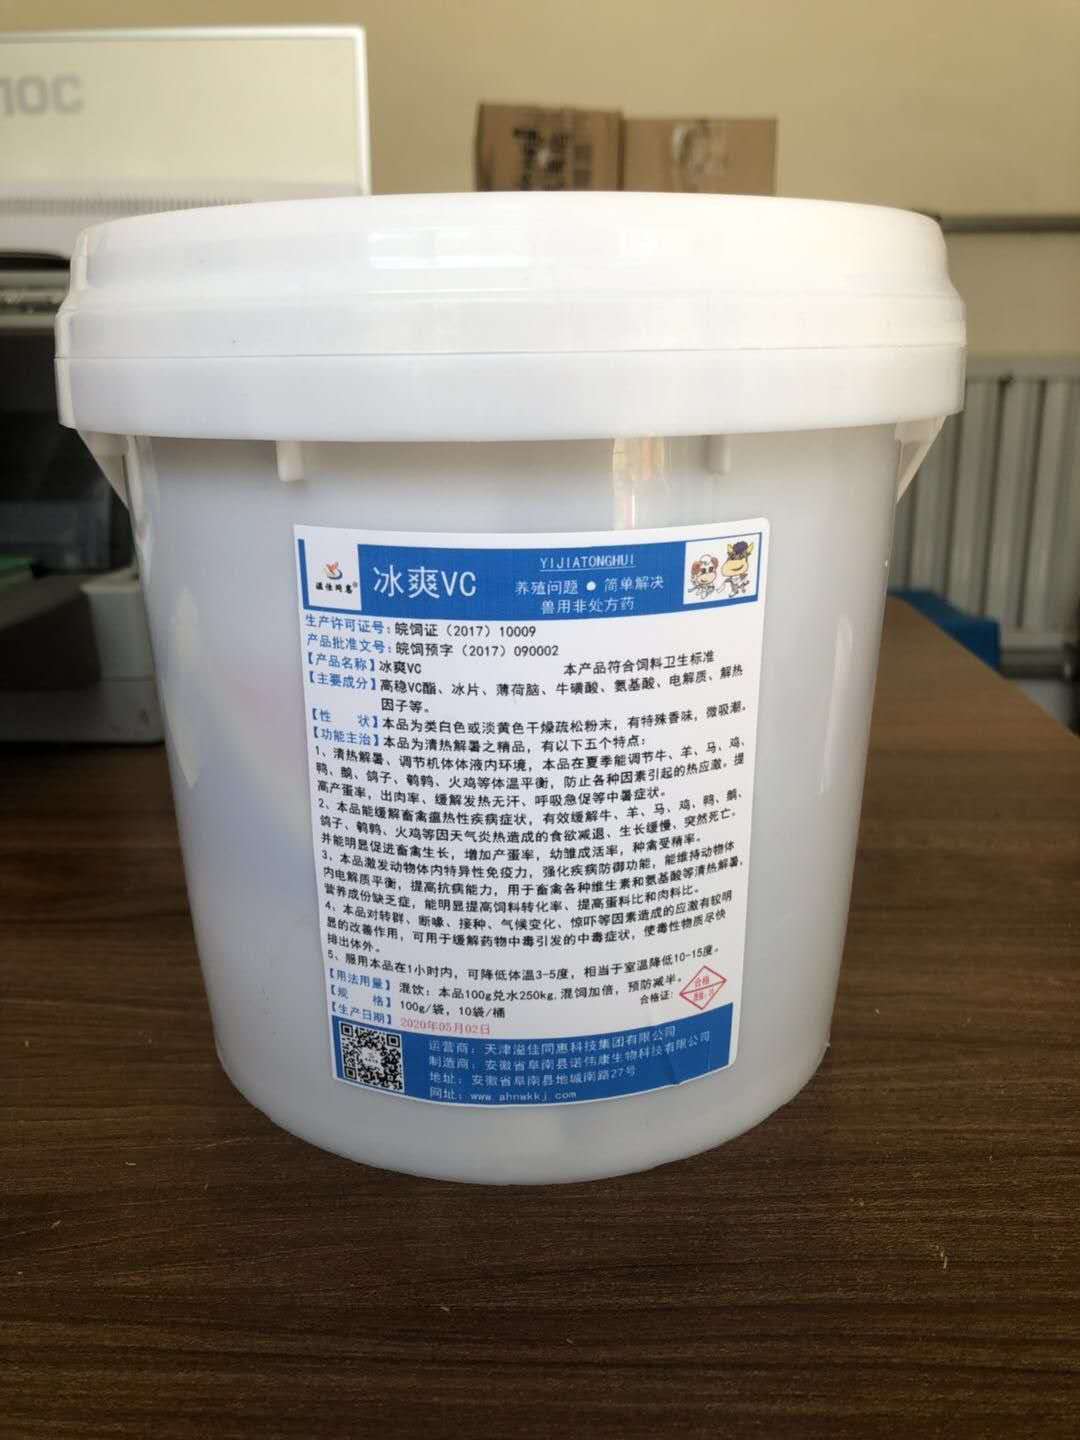 溢佳同惠®
冰爽VC
YIJIATONGHUI
养殖问题 ● 简单解决
兽用非处方药
生产许可证号：皖饲证（2017）10009
产品批准文号：皖饲预字（2017）090002
【产品名称】冰爽VC 本产品符合饲料卫生标准
【主要成分】高稳VC酯、冰片、薄荷脑、牛磺酸、氨基酸、电解质、解热
因子等。
【性 状】本品为类白色或淡黄色干燥疏松粉末，有特殊香味，微吸潮。
【功能主治】本品为清热解暑之精品，有以下五个特点：
1、清热解暑、调节机体体液内环境，本品在夏季能调节牛、羊、马、鸡、
鸭、鹅、鸽子、鹌鹑、火鸡等体温平衡，防止各种因素引起的热应激。提
高产蛋率，出肉率、缓解发热无汗、呼吸急促等中暑症状。
2、本品能缓解畜禽瘟热性疾病症状，有效缓解牛、羊、马、鸡、鸭、鹅、
鸽子、鹌鹑、火鸡等因天气炎热造成的食欲减退、生长缓慢、突然死亡。
并能明显促进畜禽生长，增加产蛋率，幼雏成活率，种禽受精率。
3、本品激发动物体内特异性免疫力，强化疾病防御功能，能维持动物体
内电解质平衡，提高抗病能力，用于畜禽各种维生素和氨基酸等清热解暑，
营养成份缺乏症，能明显提高饲料转化率、提高蛋料比和肉料比。
4、本品对转群、断喙、接种、气候变化、惊吓等因素造成的应激有较明
显的改善作用，可用于缓解药物中毒引发的中毒症状，使毒性物质尽快
排出体外。
5、服用本品在1小时内，可降低体温3-5度，相当于室温降低10-15度。
【用法用量】混饮：本品100g兑水250kg,混饲加倍，预防减半。
【规 格】100g/袋，10袋/桶 合格证： 合格
【生产日期】2020年05月02日
运营商：天津溢佳同惠科技集团有限公司
制造商：安徽省阜南县诺伟康生物科技有限公司
地址：安徽省阜南县地城南路27号
网址：www.ahnwkkj.com